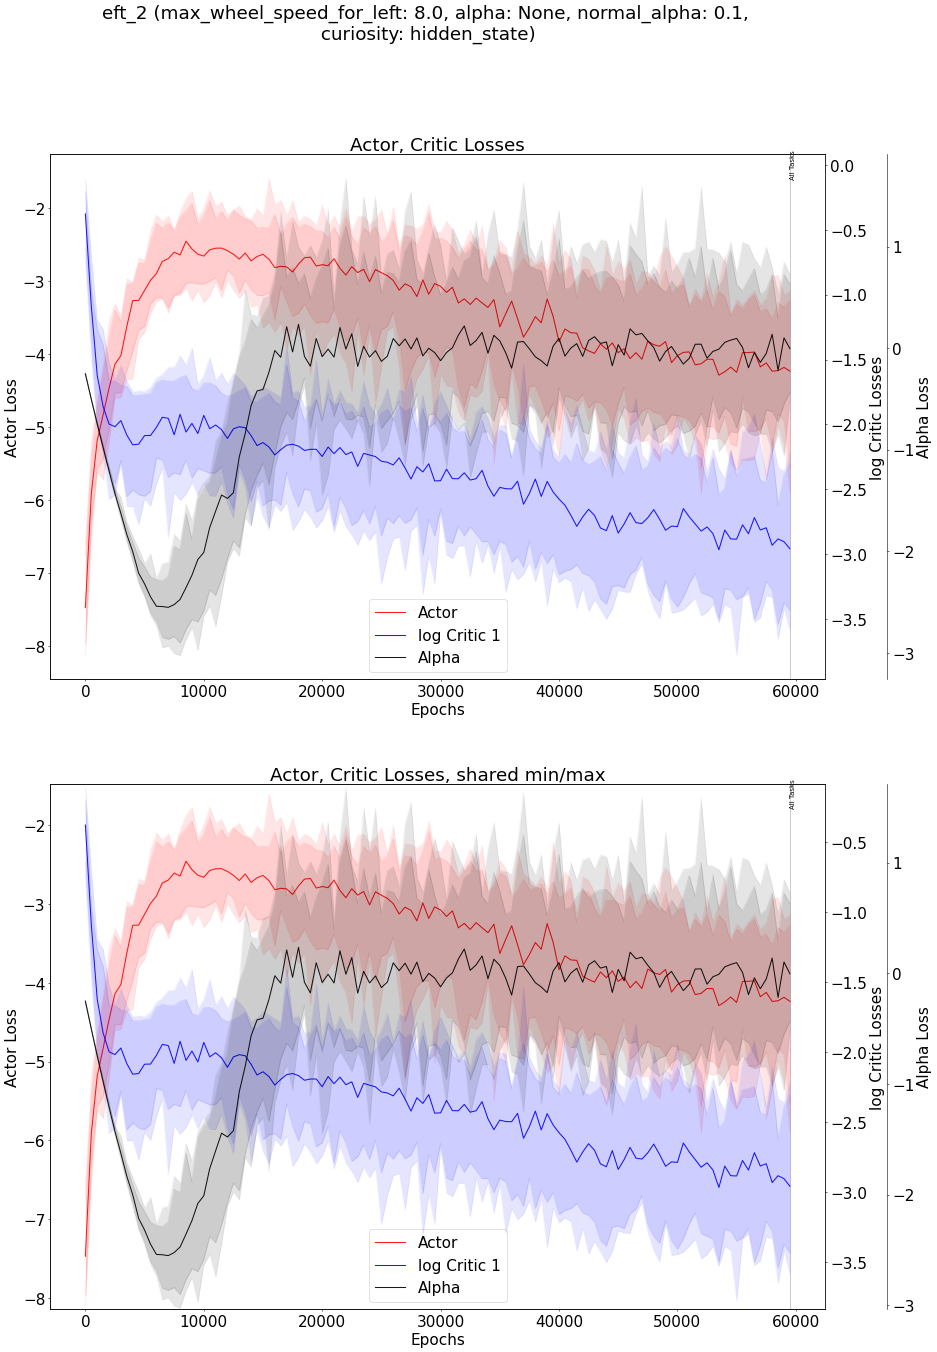 eft_2 (max_wheel_speed_for_left: 8.0, alpha: None, normal_alpha: 0.1,
curiosity: hidden_state)
Actor, Critic Losses
All Tasks
−2
−3
−4
−5
−6
−7
−8
Actor Loss
0.0
−0.5
−1.0
−1.5
−2.0
−2.5
−3.0
−3.5
log Critic Losses
1
0
−1
−2
−3
Alpha Loss
Actor
log Critic 1
Alpha
0
10000
20000
30000
40000
50000
60000
Epochs
Actor, Critic Losses, shared min/max
All Tasks
−2
−3
−4
−5
−6
−7
−8
Actor Loss
−0.5
−1.0
−1.5
−2.0
−2.5
−3.0
−3.5
log Critic Losses
1
0
−1
−2
−3
Alpha Loss
Actor
log Critic 1
Alpha
0
10000
20000
30000
40000
50000
60000
Epochs